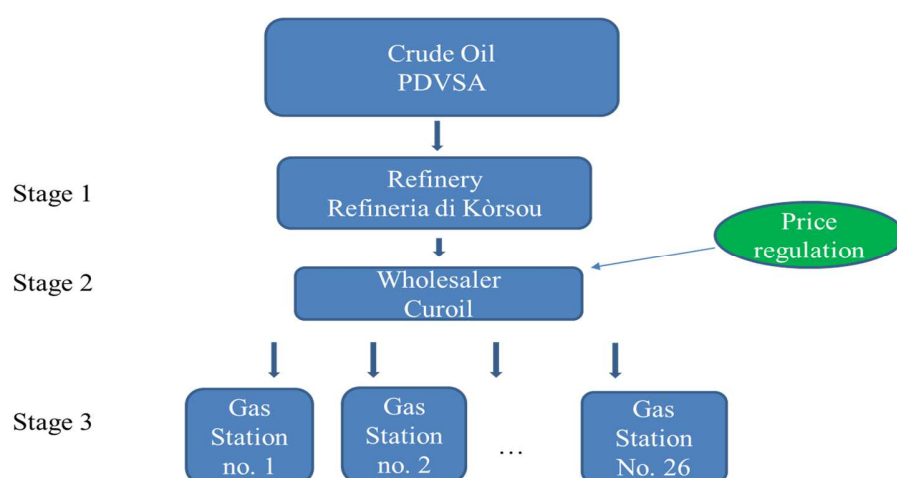 Crude Oil
PDVSA
Stage 1
Refinery
Refineria di Kòrsou
Price
regulation
Stage 2
Wholesaler
Curoil
Stage 3
Gas
Station
no. 1
Gas
Station
no. 2
...
Gas
Station
No. 26